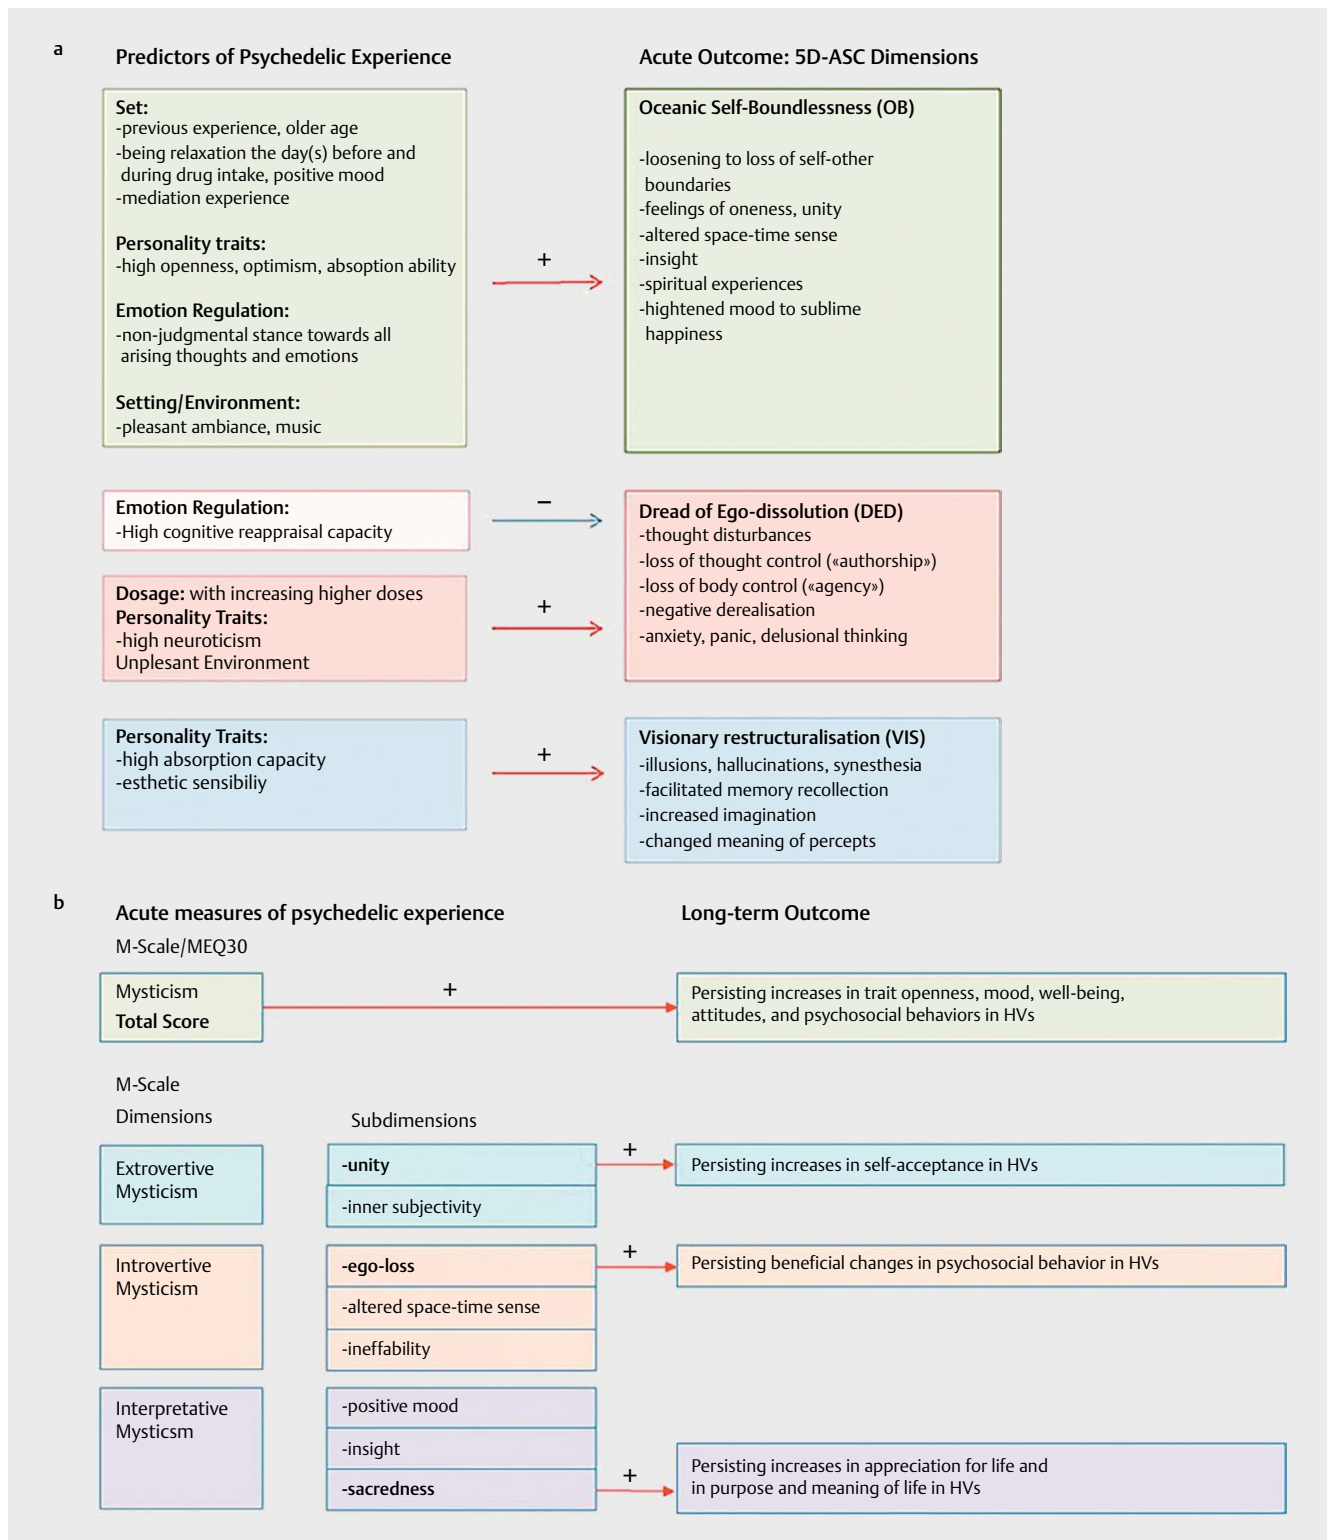 a
Predictors of Psychedelic Experience
Acute Outcome: 5D-ASC Dimensions
Set:
-previous experience, older age
-being relaxation the day(s) before and
during drug intake, positive mood
-mediation experience
Personality traits:
-high openness, optimism, absoption ability
Emotion Regulation:
-non-judgmental stance towards all
arising thoughts and emotions
Setting/Environment:
-pleasant ambiance, music
+
Oceanic Self-Boundlessness (OB)
-loosening to loss of self-other
boundaries
-feelings of oneness, unity
-altered space-time sense
-insight
-spiritual experiences
-hightened mood to sublime
happiness
Emotion Regulation:
-High cognitive reappraisal capacity
–
Dosage: with increasing higher doses
Personality Traits:
-high neuroticism
Unplesant Environment
+
Dread of Ego-dissolution (DED)
-thought disturbances
-loss of thought control («authorship»)
-loss of body control («agency»)
-negative derealisation
-anxiety, panic, delusional thinking
Personality Traits:
-high absorption capacity
-esthetic sensibiliy
+
Visionary restructuralisation (VIS)
-illusions, hallucinations, synesthesia
-facilitated memory recollection
-increased imagination
-changed meaning of percepts
b
Acute measures of psychedelic experience
Long-term Outcome
M-Scale/MEQ30
Mysticism
Total Score
+
Persisting increases in trait openness, mood, well-being,
attitudes, and psychosocial behaviors in HVs
M-Scale
Dimensions
Subdimensions
Extrovertive
Mysticism
-unity
-inner subjectivity
+
Persisting increases in self-acceptance in HVs
Introvertive
Mysticism
-ego-loss
-altered space-time sense
-ineffability
+
Persisting beneficial changes in psychosocial behavior in HVs
Interpretative
Mysticsm
-positive mood
-insight
-sacredness
+
Persisting increases in appreciation for life and
in purpose and meaning of life in HVs